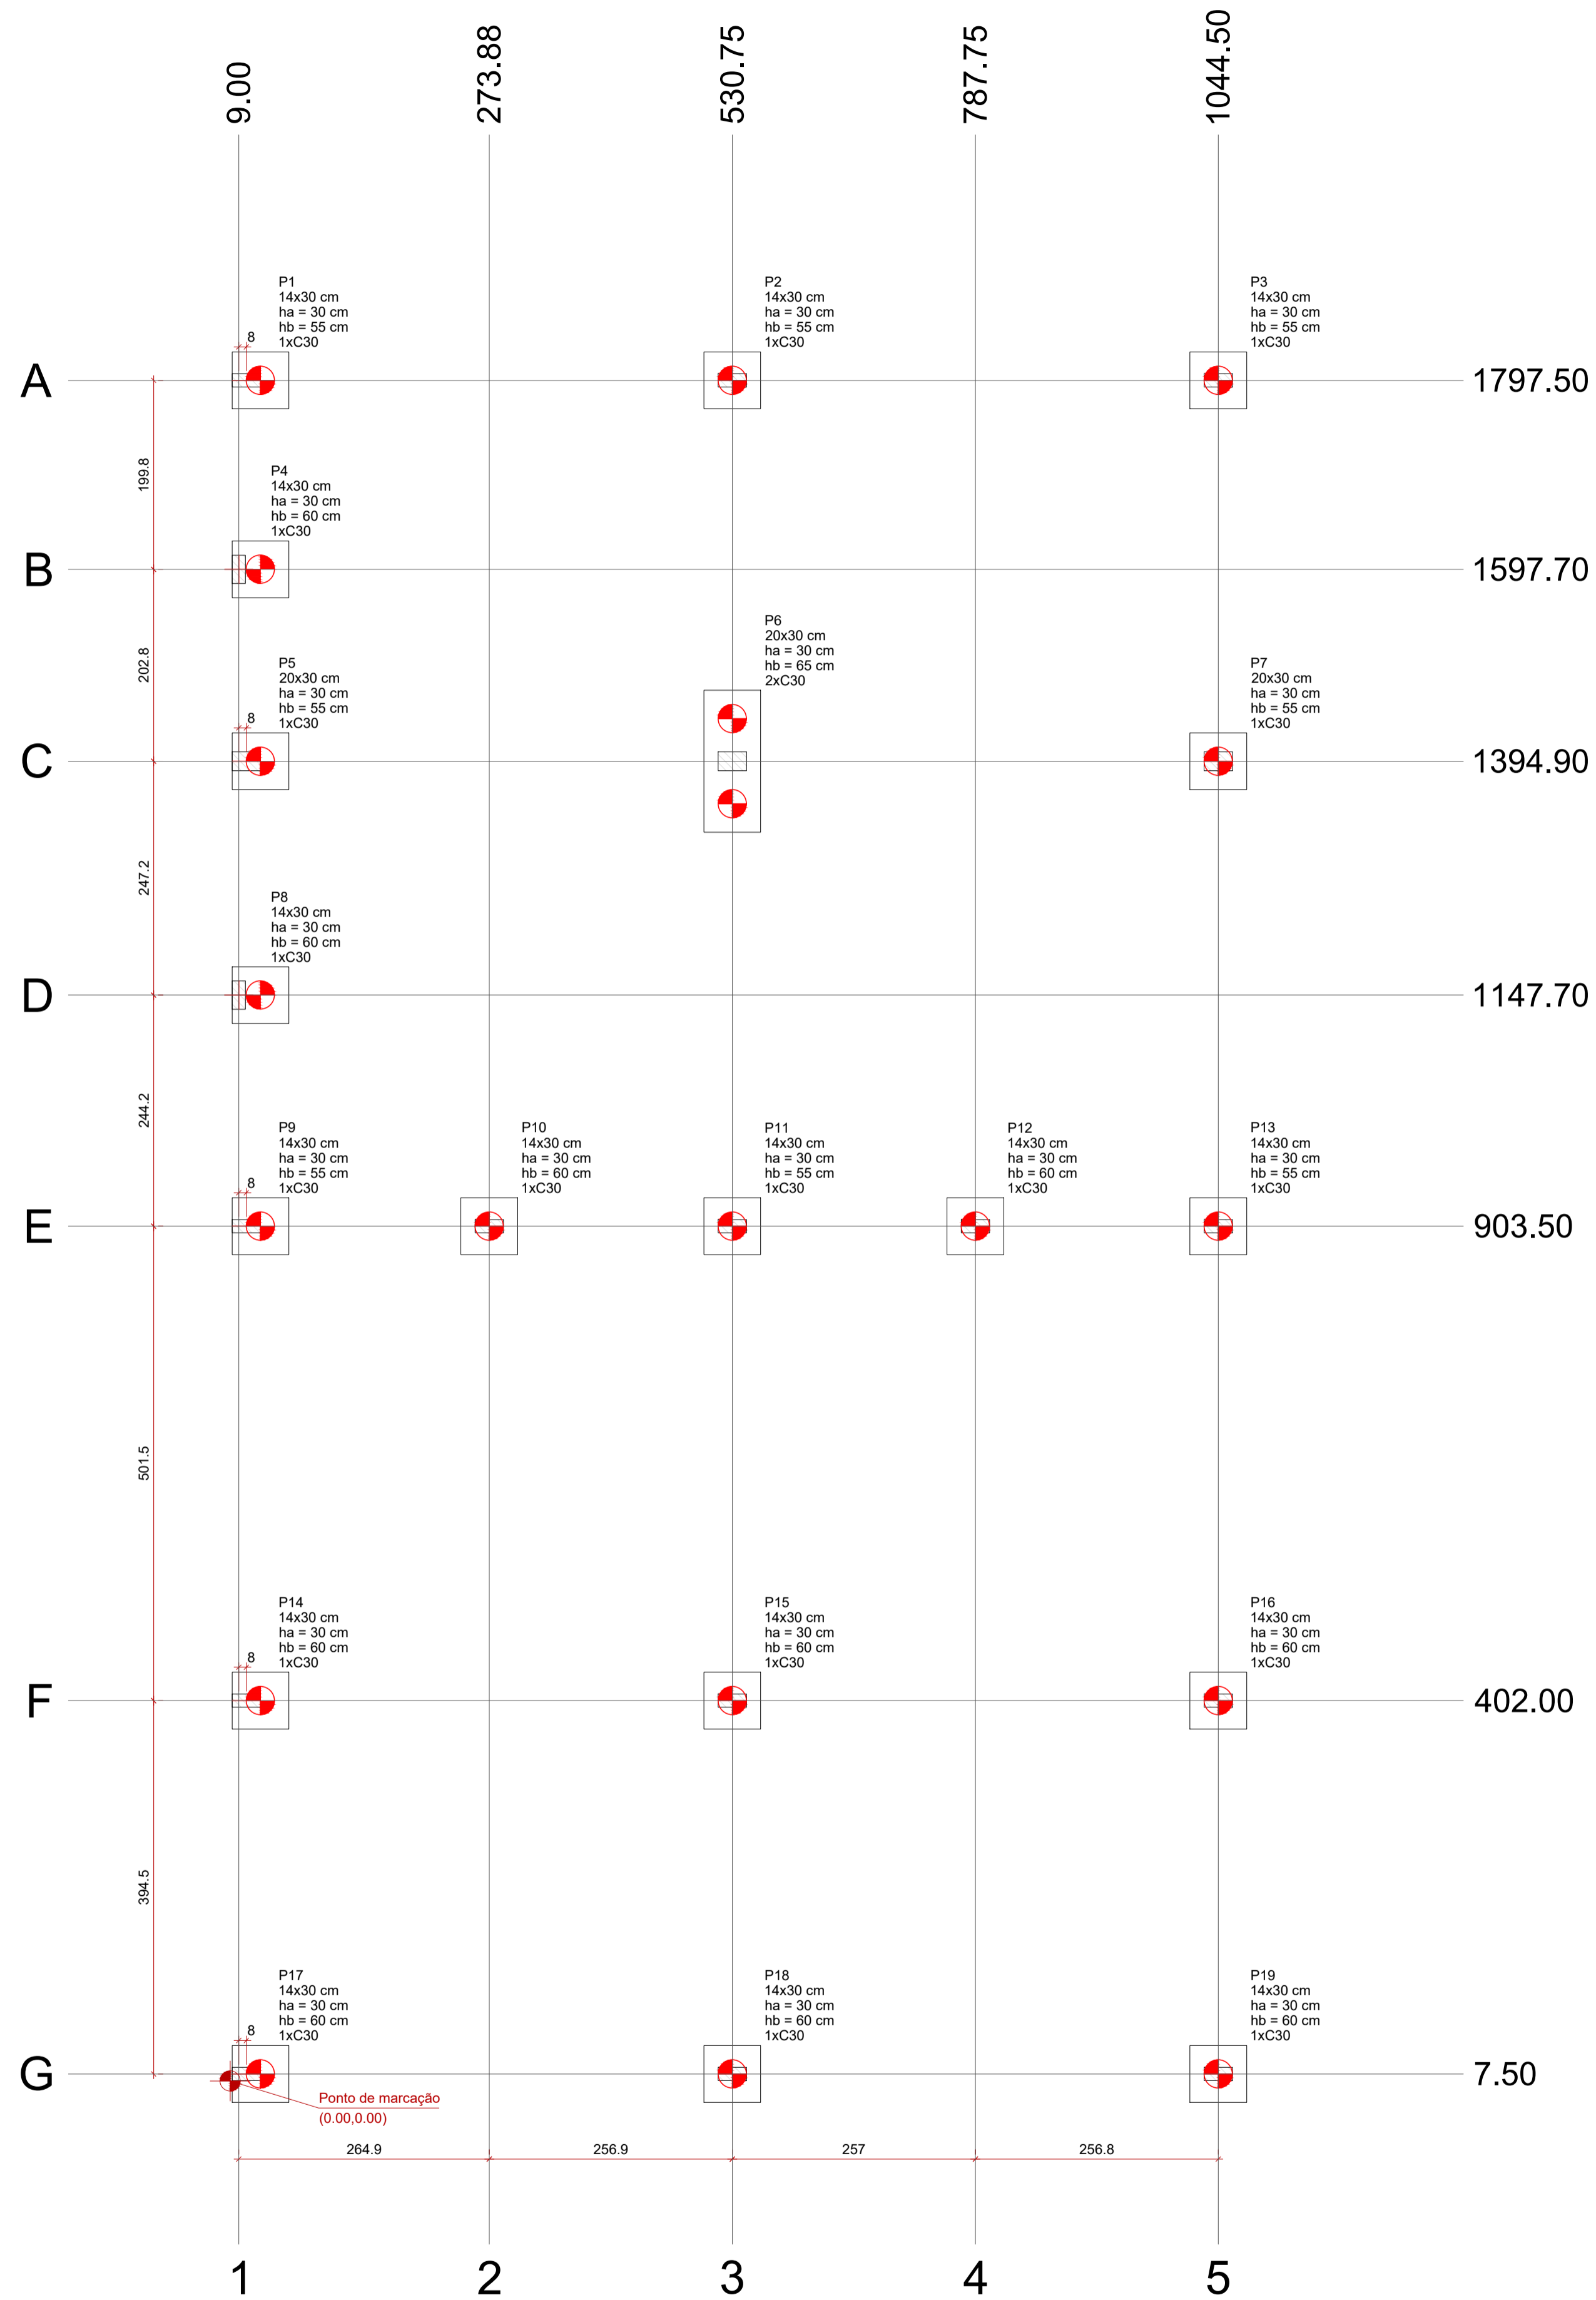 9.00
273.88
530.75
787.75
1044.50
P1
14x30 cm
ha = 30 cm
hb = 55 cm
1xC30
8
P2
14x30 cm
ha = 30 cm
hb = 55 cm
1xC30
P3
14x30 cm
ha = 30 cm
hb = 55 cm
1xC30
A
1797.50
199.8
P4
14x30 cm
ha = 30 cm
hb = 60 cm
1xC30
B
1597.70
202.8
P5
20x30 cm
ha = 30 cm
hb = 55 cm
1xC30
8
P6
20x30 cm
ha = 30 cm
hb = 65 cm
2xC30
P7
20x30 cm
ha = 30 cm
hb = 55 cm
1xC30
C
1394.90
247.2
P8
14x30 cm
ha = 30 cm
hb = 60 cm
1xC30
D
1147.70
244.2
P9
14x30 cm
ha = 30 cm
hb = 55 cm
1xC30
8
P10
14x30 cm
ha = 30 cm
hb = 60 cm
1xC30
P11
14x30 cm
ha = 30 cm
hb = 55 cm
1xC30
P12
14x30 cm
ha = 30 cm
hb = 60 cm
1xC30
P13
14x30 cm
ha = 30 cm
hb = 55 cm
1xC30
E
903.50
501.5
P14
14x30 cm
ha = 30 cm
hb = 60 cm
1xC30
8
P15
14x30 cm
ha = 30 cm
hb = 60 cm
1xC30
P16
14x30 cm
ha = 30 cm
hb = 60 cm
1xC30
F
402.00
394.5
P17
14x30 cm
ha = 30 cm
hb = 60 cm
1xC30
8
P18
14x30 cm
ha = 30 cm
hb = 60 cm
1xC30
P19
14x30 cm
ha = 30 cm
hb = 60 cm
1xC30
G
7.50
Ponto de marcação
(0.00,0.00)
264.9
256.9
257
256.8
1
2
3
4
5